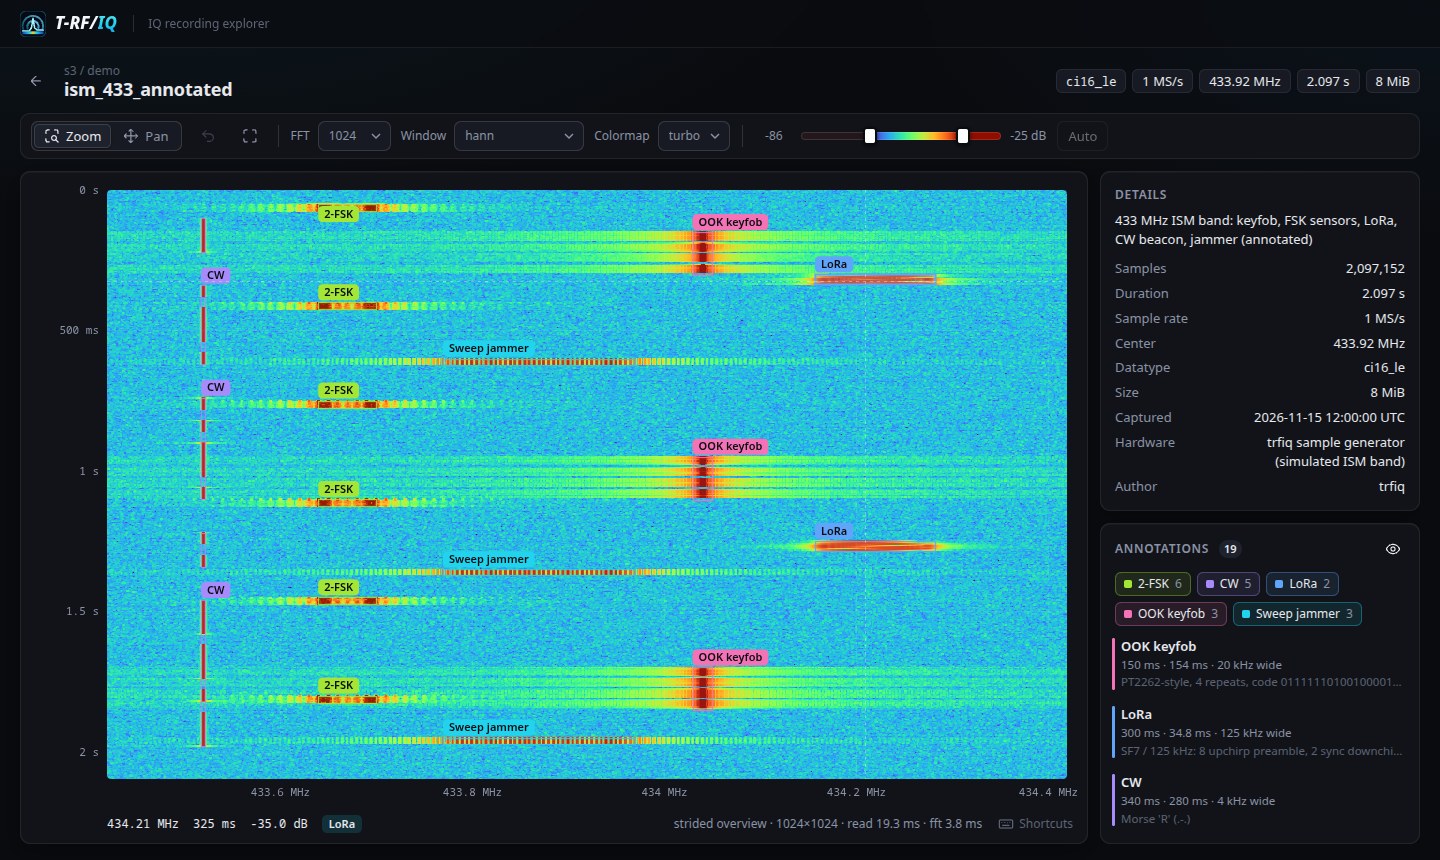 T-RF/IQ
IQ recording explorer
s3 / demo
ism_433_annotated
ci16_le
1 MS/s
433.92 MHz
2.097 s
8 MiB
Zoom
Pan
FFT
1024
Window
hann
Colormap
turbo
-86
-25 dB
Auto
0 s
2-FSK
OOK keyfob
LoRa
CW
2-FSK
500 ms
Sweep jammer
CW
2-FSK
OOK keyfob
1 s
2-FSK
LoRa
Sweep jammer
CW
2-FSK
1.5 s
OOK keyfob
2-FSK
Sweep jammer
2 s
433.6 MHz
433.8 MHz
434 MHz
434.2 MHz
434.4 MHz
434.21 MHz 325 ms -35.0 dB LoRa
strided overview · 1024×1024 · read 19.3 ms · fft 3.8 ms
Shortcuts
DETAILS
433 MHz ISM band: keyfob, FSK sensors, LoRa,
CW beacon, jammer (annotated)
Samples 2,097,152
Duration 2.097 s
Sample rate 1 MS/s
Center 433.92 MHz
Datatype ci16_le
Size 8 MiB
Captured 2026-11-15 12:00:00 UTC
Hardware trfiq sample generator
(simulated ISM band)
Author trfiq
ANNOTATIONS 19
2-FSK 6
CW 5
LoRa 2
OOK keyfob 3
Sweep jammer 3
OOK keyfob
150 ms · 154 ms · 20 kHz wide
PT2262-style, 4 repeats, code 01111110100100001...
LoRa
300 ms · 34.8 ms · 125 kHz wide
SF7 / 125 kHz: 8 upchirp preamble, 2 sync downchi...
CW
340 ms · 280 ms · 4 kHz wide
Morse 'R' (.-.)